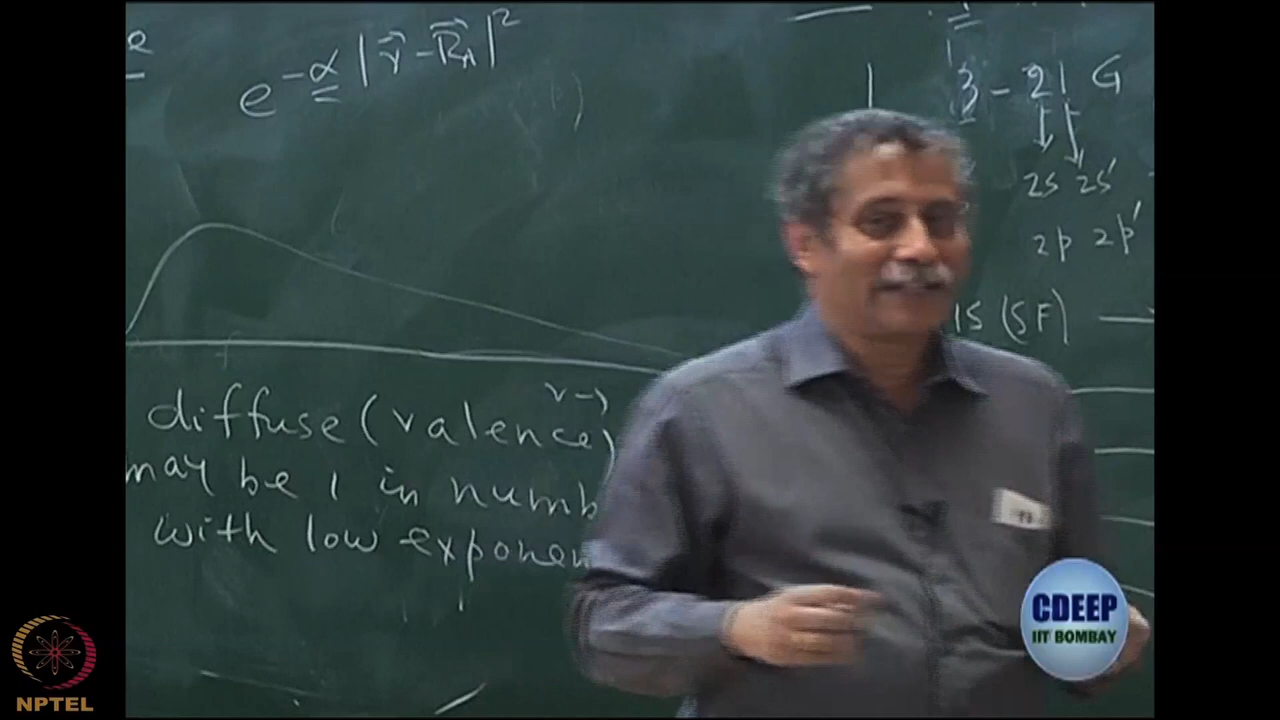 e^{-α|r⃗-R⃗_A|²}
diffuse (valence)
may be 1 in numb
with low exponen
3 - 21 G
2s 2s'
2p 2p'
1s (SF)
CDEEP
IIT BOMBAY
NPTEL